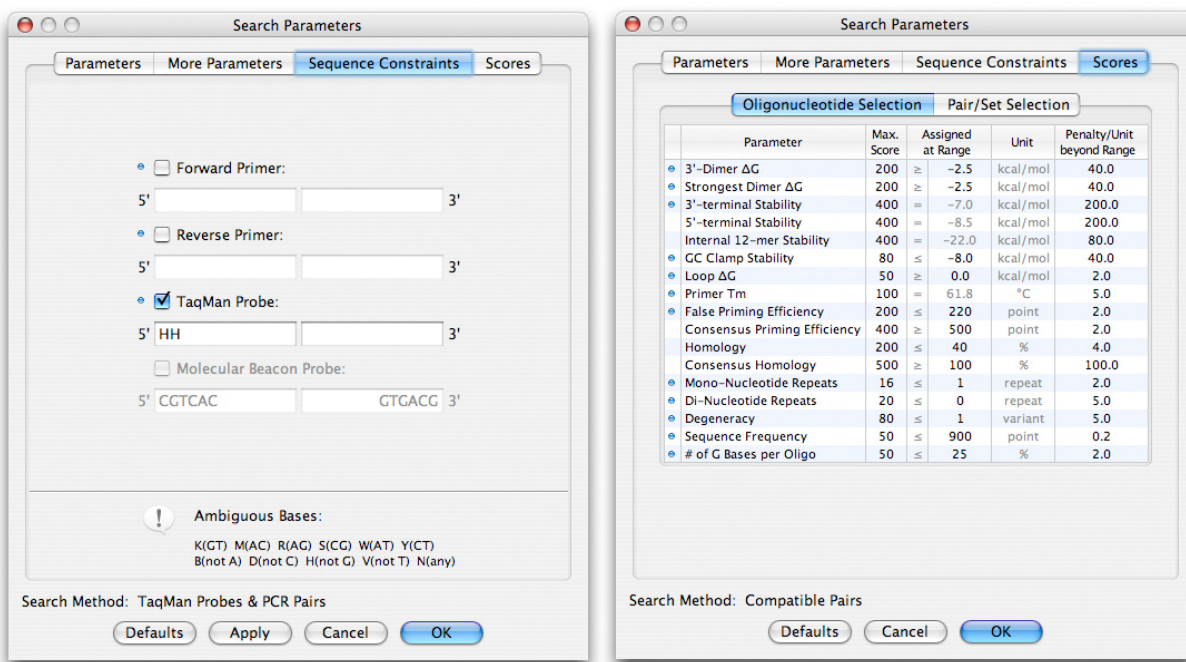 Search Parameters
Parameters More Parameters Sequence Constraints Scores
Forward Primer:
5' 3'
Reverse Primer:
5' 3'
TaqMan Probe:
5' HH 3'
Molecular Beacon Probe:
5' CGTCAC GTGACG 3'
! Ambiguous Bases:
K(GT) M(AC) R(AG) S(CG) W(AT) Y(CT)
B(not A) D(not C) H(not G) V(not T) N(any)
Search Method: TaqMan Probes & PCR Pairs
Defaults Apply Cancel OK
Search Parameters
Parameters More Parameters Sequence Constraints Scores
Oligonucleotide Selection Pair/Set Selection
Parameter Max. Score Assigned at Range Unit Penalty/Unit beyond Range
3'-Dimer ΔG 200 ≥ -2.5 kcal/mol 40.0
Strongest Dimer ΔG 200 ≥ -2.5 kcal/mol 40.0
3'-terminal Stability 400 = -7.0 kcal/mol 200.0
5'-terminal Stability 400 = -8.5 kcal/mol 200.0
Internal 12-mer Stability 400 = -22.0 kcal/mol 80.0
GC Clamp Stability 80 ≤ -8.0 kcal/mol 40.0
Loop ΔG 50 ≥ 0.0 kcal/mol 2.0
Primer Tm 100 = 61.8 °C 5.0
False Priming Efficiency 200 ≤ 220 point 2.0
Consensus Priming Efficiency 400 ≥ 500 point 2.0
Homology 200 ≤ 40 % 4.0
Consensus Homology 500 ≥ 100 % 100.0
Mono-Nucleotide Repeats 16 ≤ 1 repeat 2.0
Di-Nucleotide Repeats 20 ≤ 0 repeat 5.0
Degeneracy 80 ≤ 1 variant 5.0
Sequence Frequency 50 ≤ 900 point 0.2
# of G Bases per Oligo 50 ≤ 25 % 2.0
Search Method: Compatible Pairs
Defaults Cancel OK